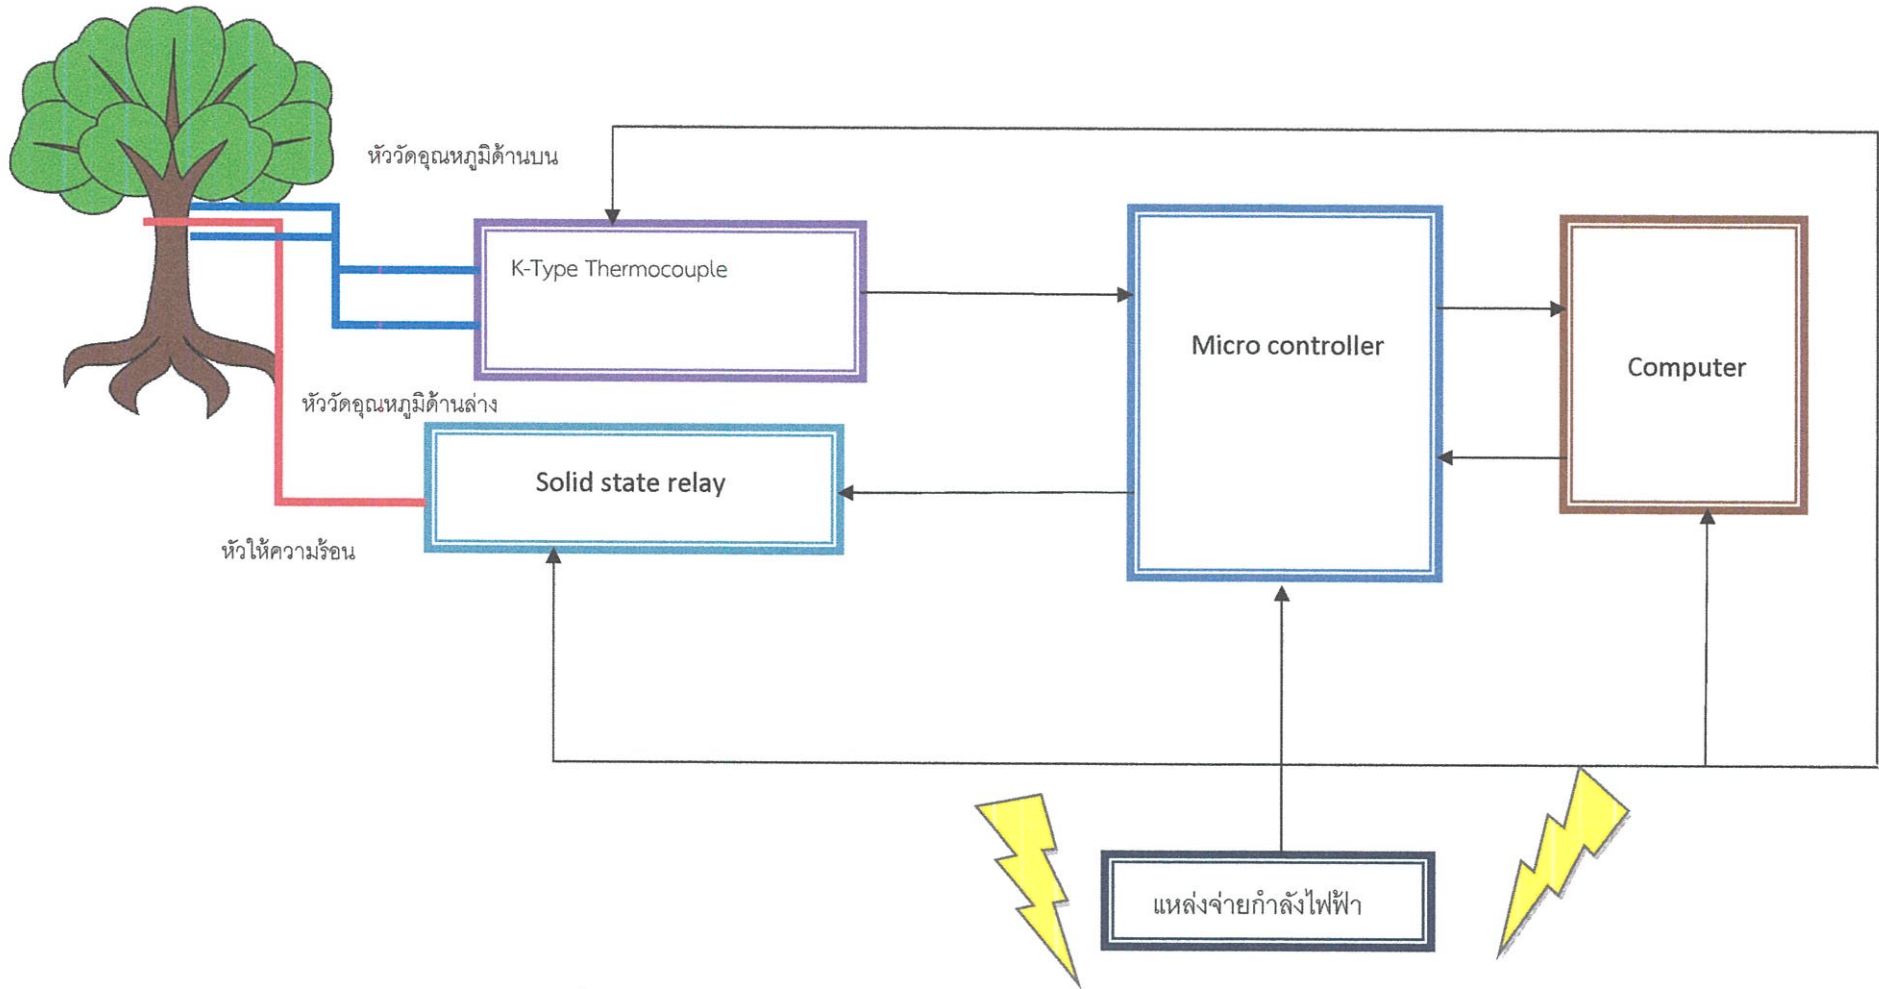 หัววัดอุณหภูมิด้านบน
K-Type Thermocouple
Micro controller
Computer
หัววัดอุณหภูมิด้านล่าง
Solid state relay
หัวให้ความร้อน
แหล่งจ่ายกำลังไฟฟ้า